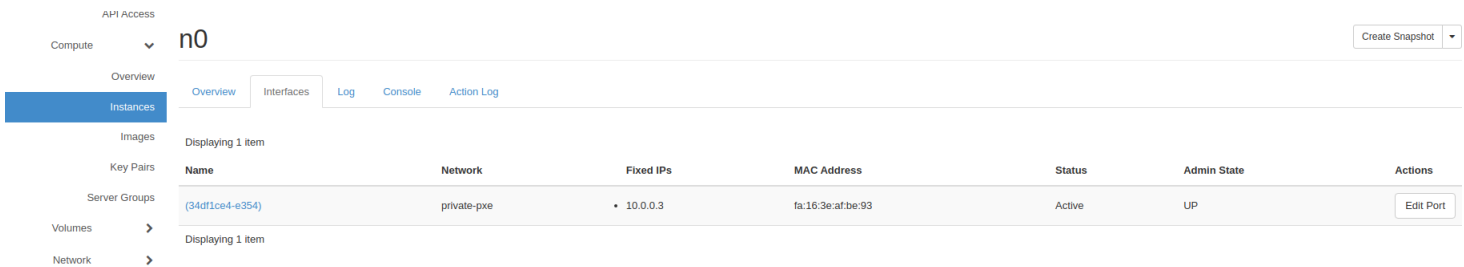 API Access
Compute
Overview
Instances
Images
Key Pairs
Server Groups
Volumes
Network
n0
Create Snapshot
Overview Interfaces Log Console Action Log
Displaying 1 item
Name Network Fixed IPs MAC Address Status Admin State Actions
(34df1ce4-e354) private-pxe • 10.0.0.3 fa:16:3e:af:be:93 Active UP Edit Port
Displaying 1 item